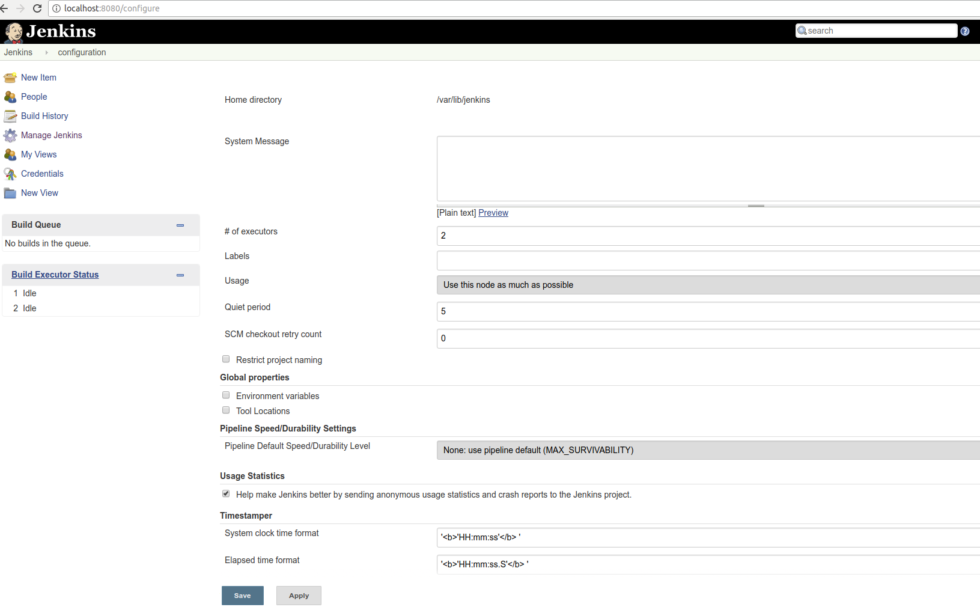 localhost:8080/configure
Jenkins
search
Jenkins › configuration
New Item
People
Build History
Manage Jenkins
My Views
Credentials
New View
Build Queue
No builds in the queue.
Build Executor Status
1 Idle
2 Idle
Home directory /var/lib/jenkins
System Message
[Plain text] Preview
# of executors 2
Labels
Usage Use this node as much as possible
Quiet period 5
SCM checkout retry count 0
Restrict project naming
Global properties
Environment variables
Tool Locations
Pipeline Speed/Durability Settings
Pipeline Default Speed/Durability Level None: use pipeline default (MAX_SURVIVABILITY)
Usage Statistics
Help make Jenkins better by sending anonymous usage statistics and crash reports to the Jenkins project.
Timestamper
System clock time format '<b>'HH:mm:ss'</b> '
Elapsed time format '<b>'HH:mm:ss.S'</b> '
Save Apply